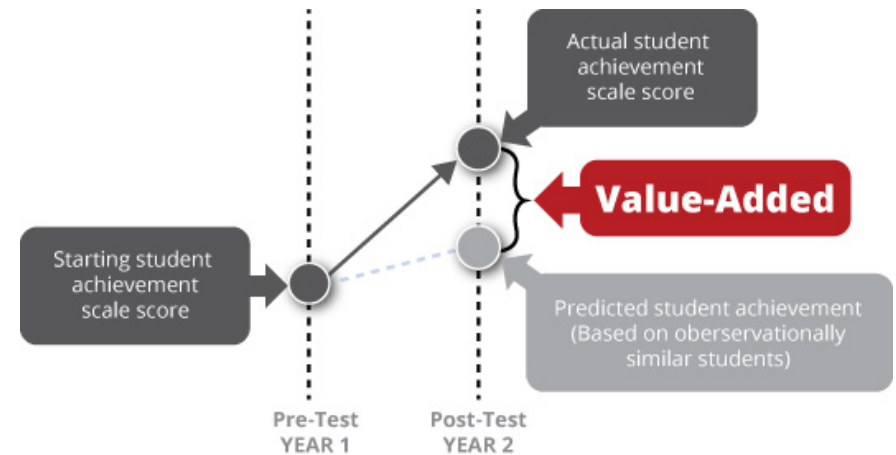 Actual student
achievement
scale score
Value-Added
Starting student
achievement
scale score
Predicted student achievement
(Based on oberservationally
similar students)
Pre-Test
YEAR 1
Post-Test
YEAR 2